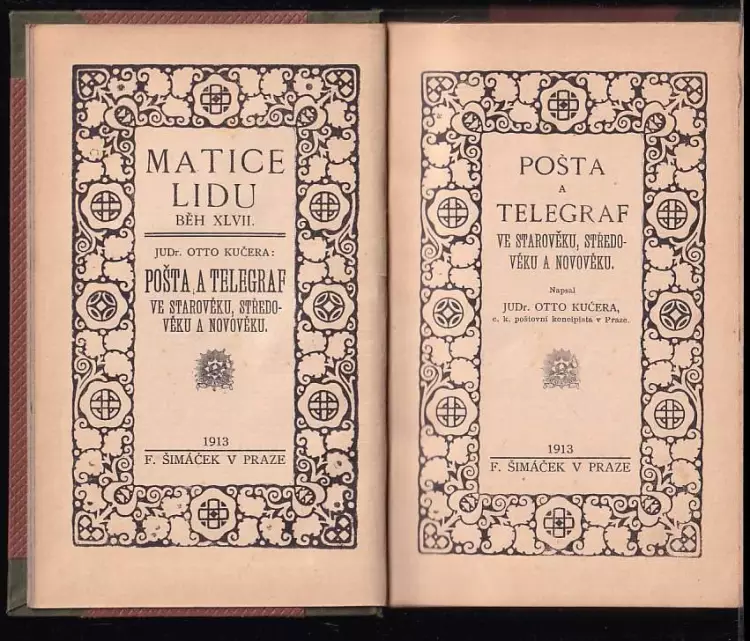 MATICE
LIDU
BĚH XLVII.
JUDr. OTTO KUČERA:
POŠTA A TELEGRAF
VE STAROVĚKU, STŘEDO-
VĚKU A NOVOVĚKU.
1913
F. ŠIMÁČEK V PRAZE
POŠTA
A
TELEGRAF
VE STAROVĚKU, STŘEDO-
VĚKU A NOVOVĚKU.
Napsal
JUDr. OTTO KUČERA,
c. k. poštovní koncipista v Praze.
1913
F. ŠIMÁČEK V PRAZE